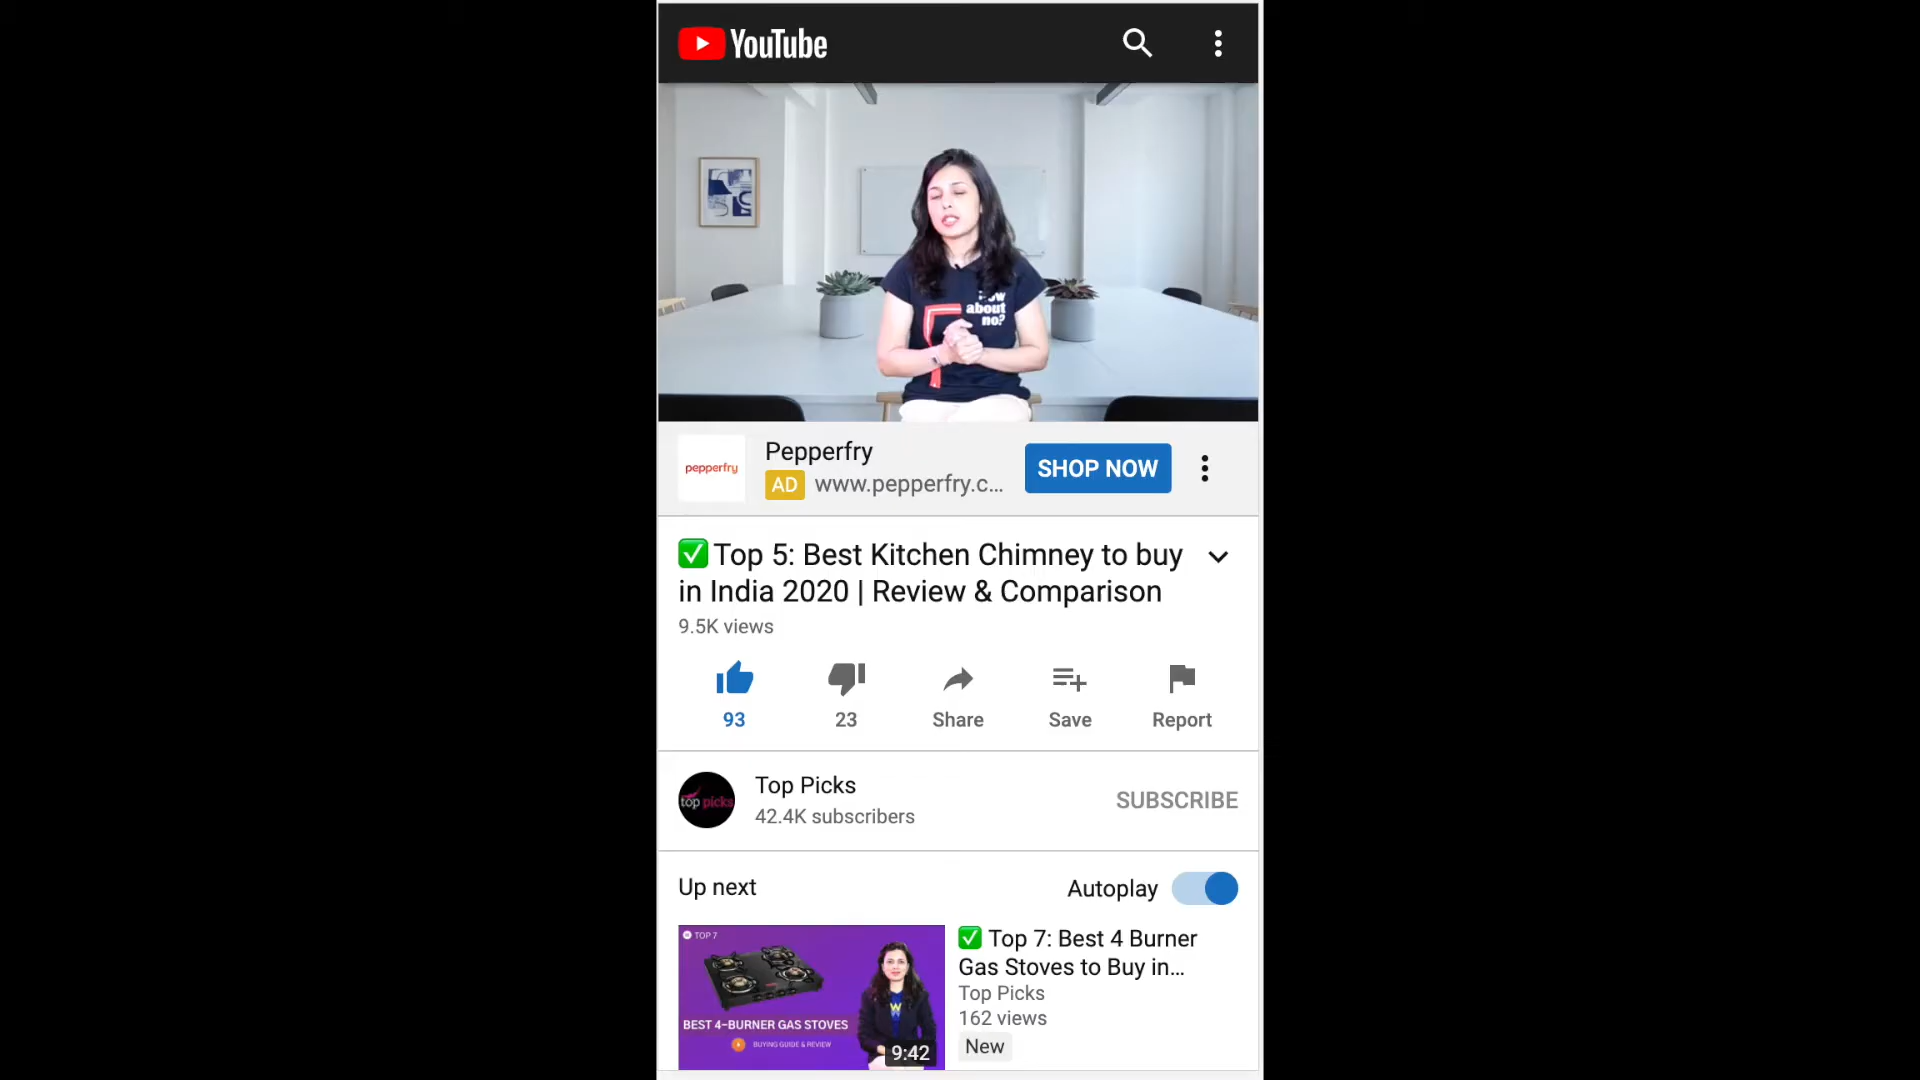 YouTube
about
no?
pepperfry
Pepperfry
AD www.pepperfry.c...
SHOP NOW
✅ Top 5: Best Kitchen Chimney to buy
in India 2020 | Review & Comparison
9.5K views
93
23
Share
Save
Report
top picks
Top Picks
42.4K subscribers
SUBSCRIBE
Up next
Autoplay
TOP 7
BEST 4-BURNER GAS STOVES
BUYING GUIDE & REVIEW
9:42
✅ Top 7: Best 4 Burner
Gas Stoves to Buy in...
Top Picks
162 views
New